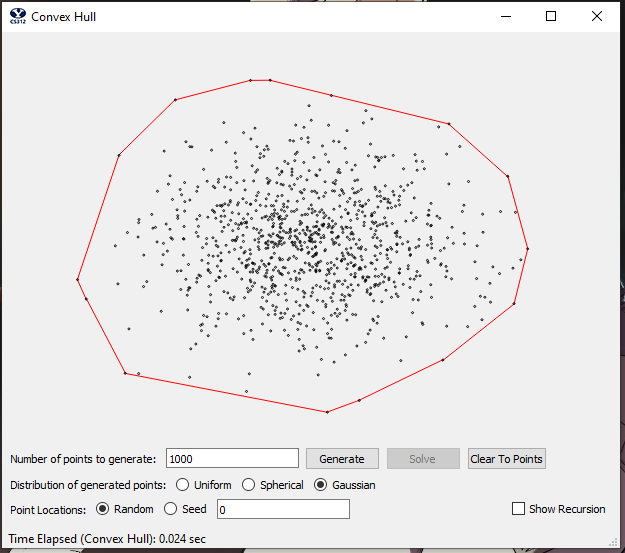 CS312 Convex Hull
Number of points to generate: 1000 Generate Solve Clear To Points
Distribution of generated points: Uniform Spherical Gaussian
Point Locations: Random Seed 0 Show Recursion
Time Elapsed (Convex Hull): 0.024 sec